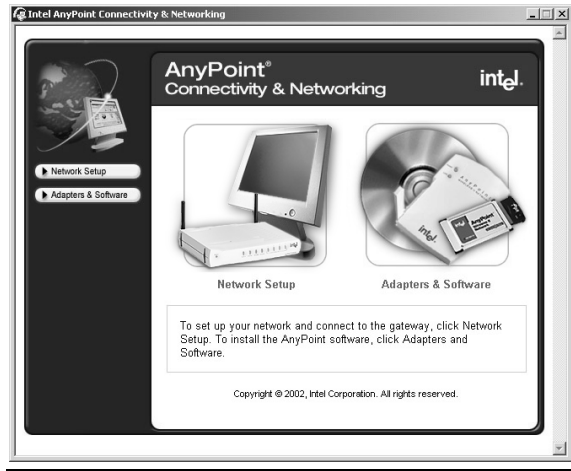 Intel AnyPoint Connectivity & Networking
AnyPoint®
Connectivity & Networking
intel.
Network Setup
Adapters & Software
Network Setup
Adapters & Software
intel.
AnyPoint
To set up your network and connect to the gateway, click Network
Setup. To install the AnyPoint software, click Adapters and
Software.
Copyright © 2002, Intel Corporation. All rights reserved.